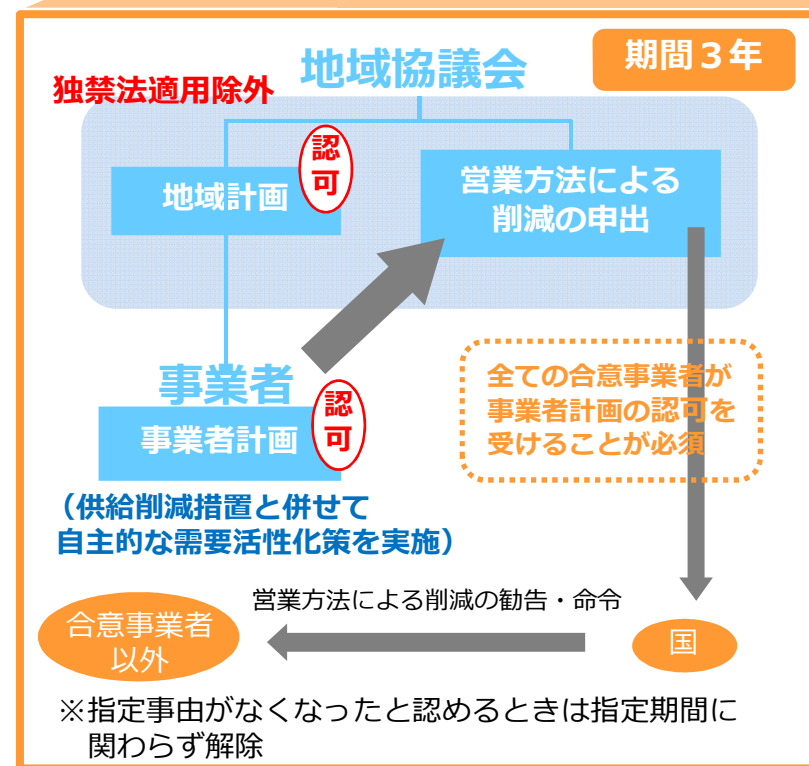 期間３年
地域協議会
独禁法適用除外
認
可
地域計画
営業方法による
削減の申出
事業者
認
可
事業者計画
全ての合意事業者が
事業者計画の認可を
受けることが必須
（供給削減措置と併せて
自主的な需要活性化策を実施）
営業方法による削減の勧告・命令
合意事業者
以外
国
※指定事由がなくなったと認めるときは指定期間に
関わらず解除